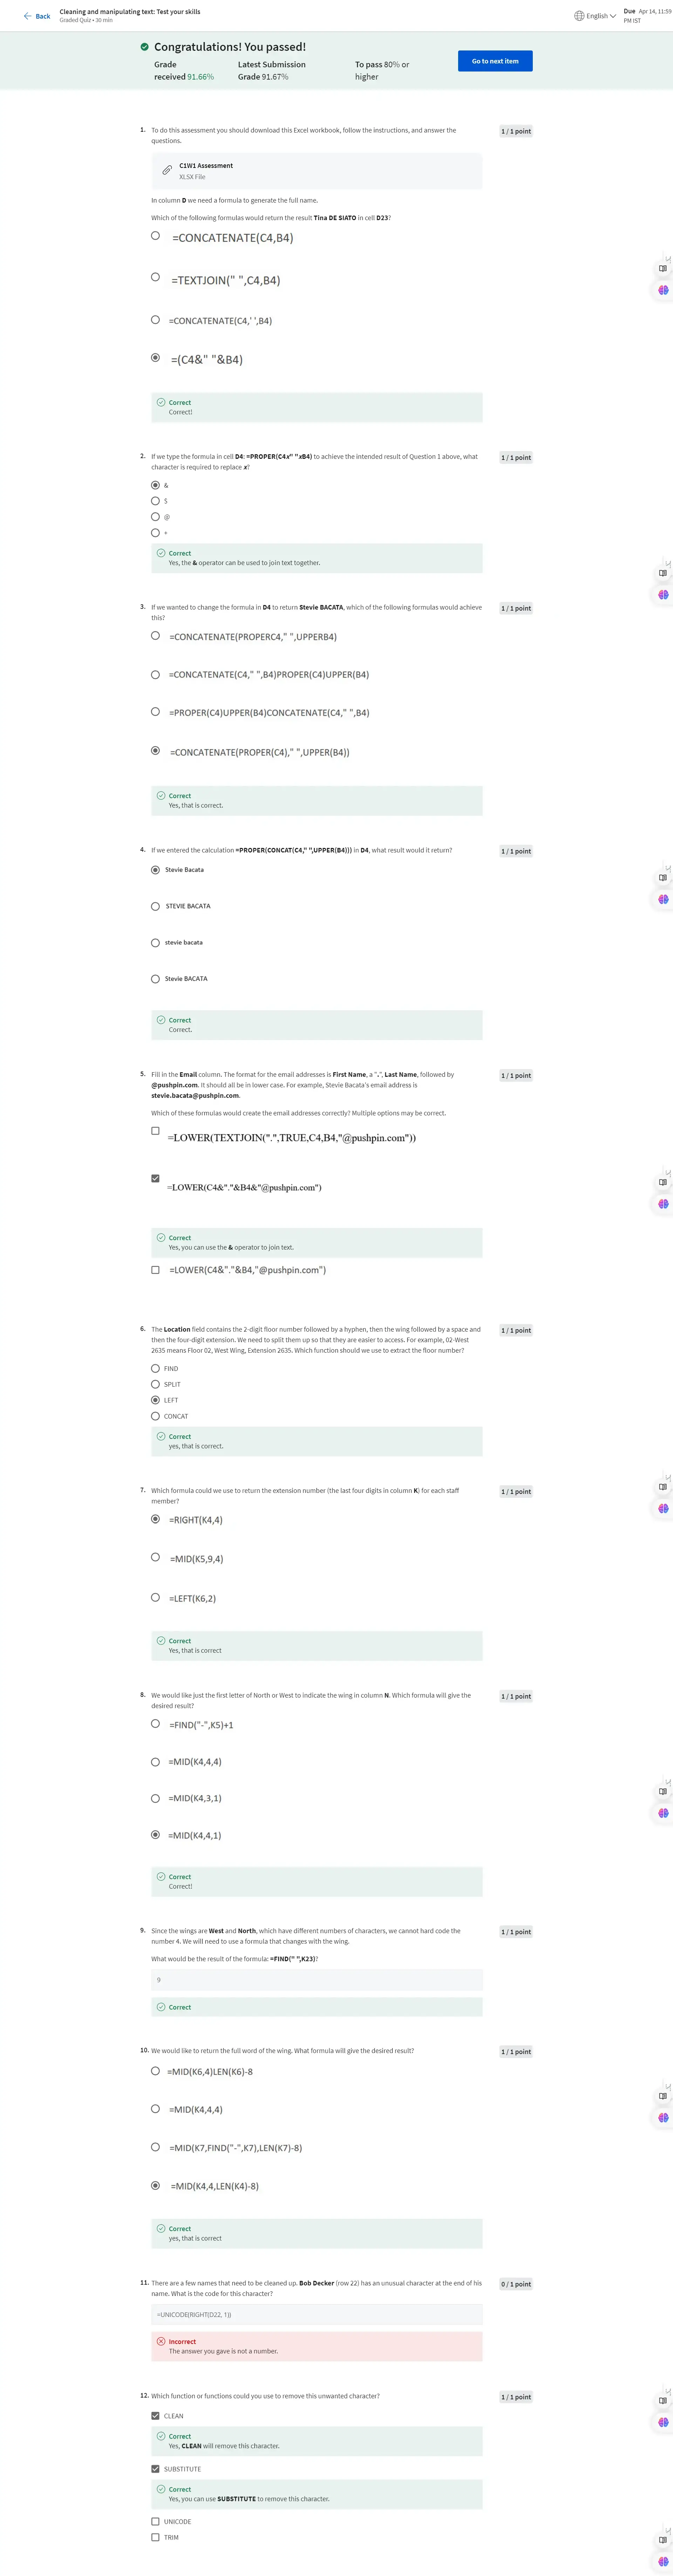 Back
Cleaning and manipulating text: Test your skills
Graded Quiz • 30 min
English
Due Apr 14, 11:59
PM IST
Congratulations! You passed!
Grade
received 91.66%
Latest Submission
Grade 91.67%
To pass 80% or
higher
Go to next item
1. To do this assessment you should download this Excel workbook, follow the instructions, and answer the
questions.
1 / 1 point
C1W1 Assessment
XLSX File
In column D we need a formula to generate the full name.
Which of the following formulas would return the result Tina DE SIATO in cell D23?
=CONCATENATE(C4,B4)
=TEXTJOIN(" ",C4,B4)
=CONCATENATE(C4,' ',B4)
=(C4&" "&B4)
Correct
Correct!
2. If we type the formula in cell D4: =PROPER(C4x" "xB4) to achieve the intended result of Question 1 above, what
character is required to replace x?
1 / 1 point
&
$
@
+
Correct
Yes, the & operator can be used to join text together.
3. If we wanted to change the formula in D4 to return Stevie BACATA, which of the following formulas would achieve
this?
1 / 1 point
=CONCATENATE(PROPERC4," ",UPPERB4)
=CONCATENATE(C4," ",B4)PROPER(C4)UPPER(B4)
=PROPER(C4)UPPER(B4)CONCATENATE(C4," ",B4)
=CONCATENATE(PROPER(C4)," ",UPPER(B4))
Correct
Yes, that is correct.
4. If we entered the calculation =PROPER(CONCAT(C4," ",UPPER(B4))) in D4, what result would it return?
1 / 1 point
Stevie Bacata
STEVIE BACATA
stevie bacata
Stevie BACATA
Correct
Correct.
5. Fill in the Email column. The format for the email addresses is First Name, a ".", Last Name, followed by
@pushpin.com. It should all be in lower case. For example, Stevie Bacata's email address is
stevie.bacata@pushpin.com.
1 / 1 point
Which of these formulas would create the email addresses correctly? Multiple options may be correct.
=LOWER(TEXTJOIN(".",TRUE,C4,B4,"@pushpin.com"))
=LOWER(C4&"."&B4&"@pushpin.com")
Correct
Yes, you can use the & operator to join text.
=LOWER(C4&"."&B4,"@pushpin.com")
6. The Location field contains the 2-digit floor number followed by a hyphen, then the wing followed by a space and
then the four-digit extension. We need to split them up so that they are easier to access. For example, 02-West
2635 means Floor 02, West Wing, Extension 2635. Which function should we use to extract the floor number?
1 / 1 point
FIND
SPLIT
LEFT
CONCAT
Correct
yes, that is correct.
7. Which formula could we use to return the extension number (the last four digits in column K) for each staff
member?
1 / 1 point
=RIGHT(K4,4)
=MID(K5,9,4)
=LEFT(K6,2)
Correct
Yes, that is correct
8. We would like just the first letter of North or West to indicate the wing in column N. Which formula will give the
desired result?
1 / 1 point
=FIND("-",K5)+1
=MID(K4,4,4)
=MID(K4,3,1)
=MID(K4,4,1)
Correct
Correct!
9. Since the wings are West and North, which have different numbers of characters, we cannot hard code the
number 4. We will need to use a formula that changes with the wing.
1 / 1 point
What would be the result of the formula: =FIND(" ",K23)?
9
Correct
10. We would like to return the full word of the wing. What formula will give the desired result?
1 / 1 point
=MID(K6,4)LEN(K6)-8
=MID(K4,4,4)
=MID(K7,FIND("-",K7),LEN(K7)-8)
=MID(K4,4,LEN(K4)-8)
Correct
yes, that is correct
11. There are a few names that need to be cleaned up. Bob Decker (row 22) has an unusual character at the end of his
name. What is the code for this character?
0 / 1 point
=UNICODE(RIGHT(D22, 1))
Incorrect
The answer you gave is not a number.
12. Which function or functions could you use to remove this unwanted character?
1 / 1 point
CLEAN
Correct
Yes, CLEAN will remove this character.
SUBSTITUTE
Correct
Yes, you can use SUBSTITUTE to remove this character.
UNICODE
TRIM